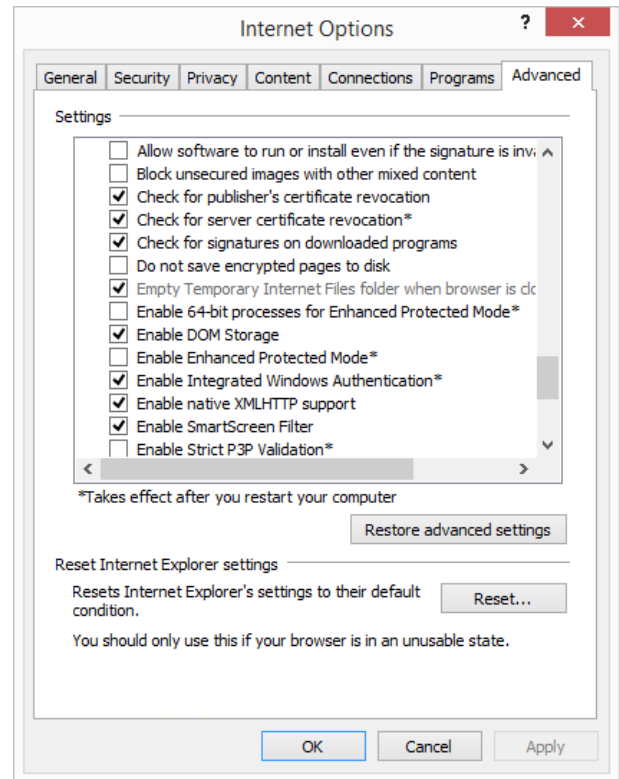 Internet Options
?
×
General Security Privacy Content Connections Programs Advanced
Settings
Allow software to run or install even if the signature is inv
Block unsecured images with other mixed content
Check for publisher's certificate revocation
Check for server certificate revocation*
Check for signatures on downloaded programs
Do not save encrypted pages to disk
Empty Temporary Internet Files folder when browser is clo
Enable 64-bit processes for Enhanced Protected Mode*
Enable DOM Storage
Enable Enhanced Protected Mode*
Enable Integrated Windows Authentication*
Enable native XMLHTTP support
Enable SmartScreen Filter
Enable Strict P3P Validation*
*Takes effect after you restart your computer
Restore advanced settings
Reset Internet Explorer settings
Resets Internet Explorer's settings to their default
condition.
Reset...
You should only use this if your browser is in an unusable state.
OK Cancel Apply